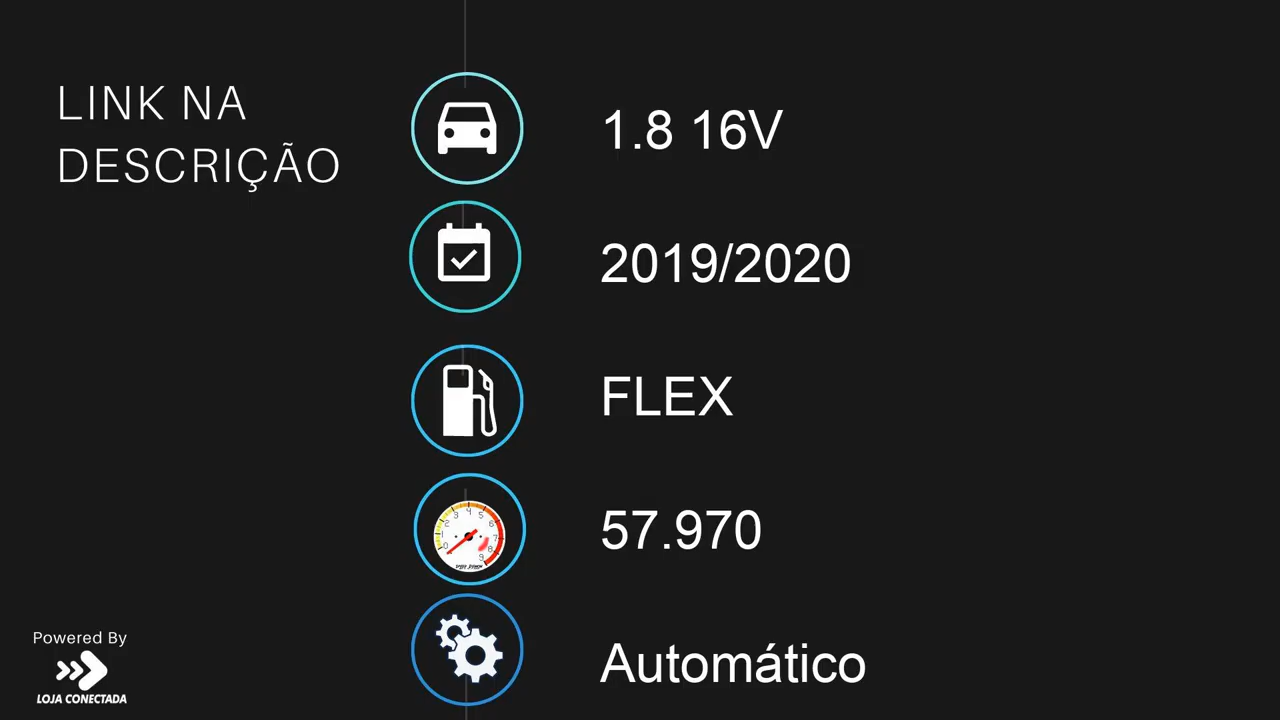 LINK NA
DESCRIÇÃO
1.8 16V
2019/2020
FLEX
57.970
Automático
Powered By
LOJA CONECTADA